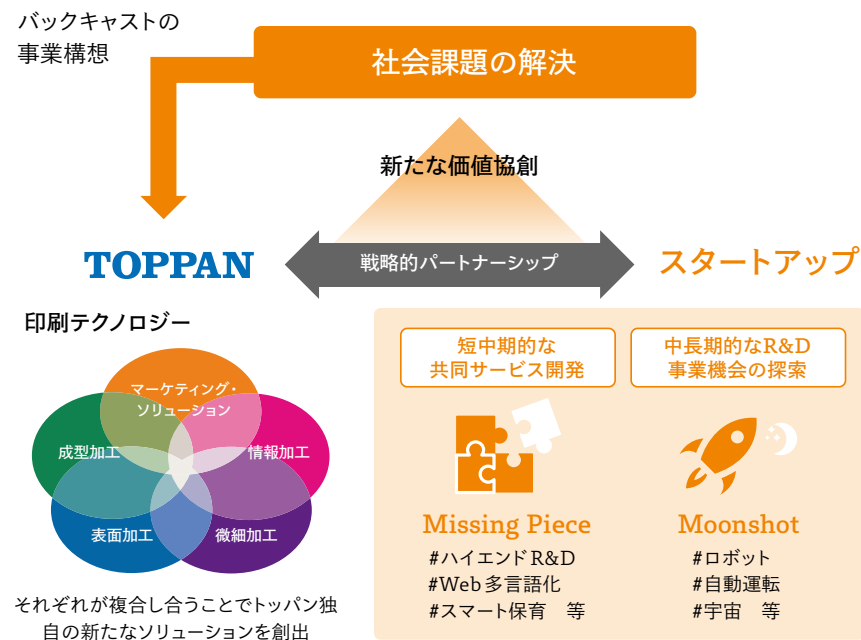 バックキャストの
事業構想
社会課題の解決
新たな価値協創
TOPPAN
戦略的パートナーシップ
スタートアップ
印刷テクノロジー
マーケティング・
ソリューション
成型加工
情報加工
表面加工
微細加工
それぞれが複合し合うことでトッパン独
自の新たなソリューションを創出
短中期的な
共同サービス開発
中長期的なR&D
事業機会の探索
Missing Piece
#ハイエンドR&D
#Web多言語化
#スマート保育 等
Moonshot
#ロボット
#自動運転
#宇宙 等